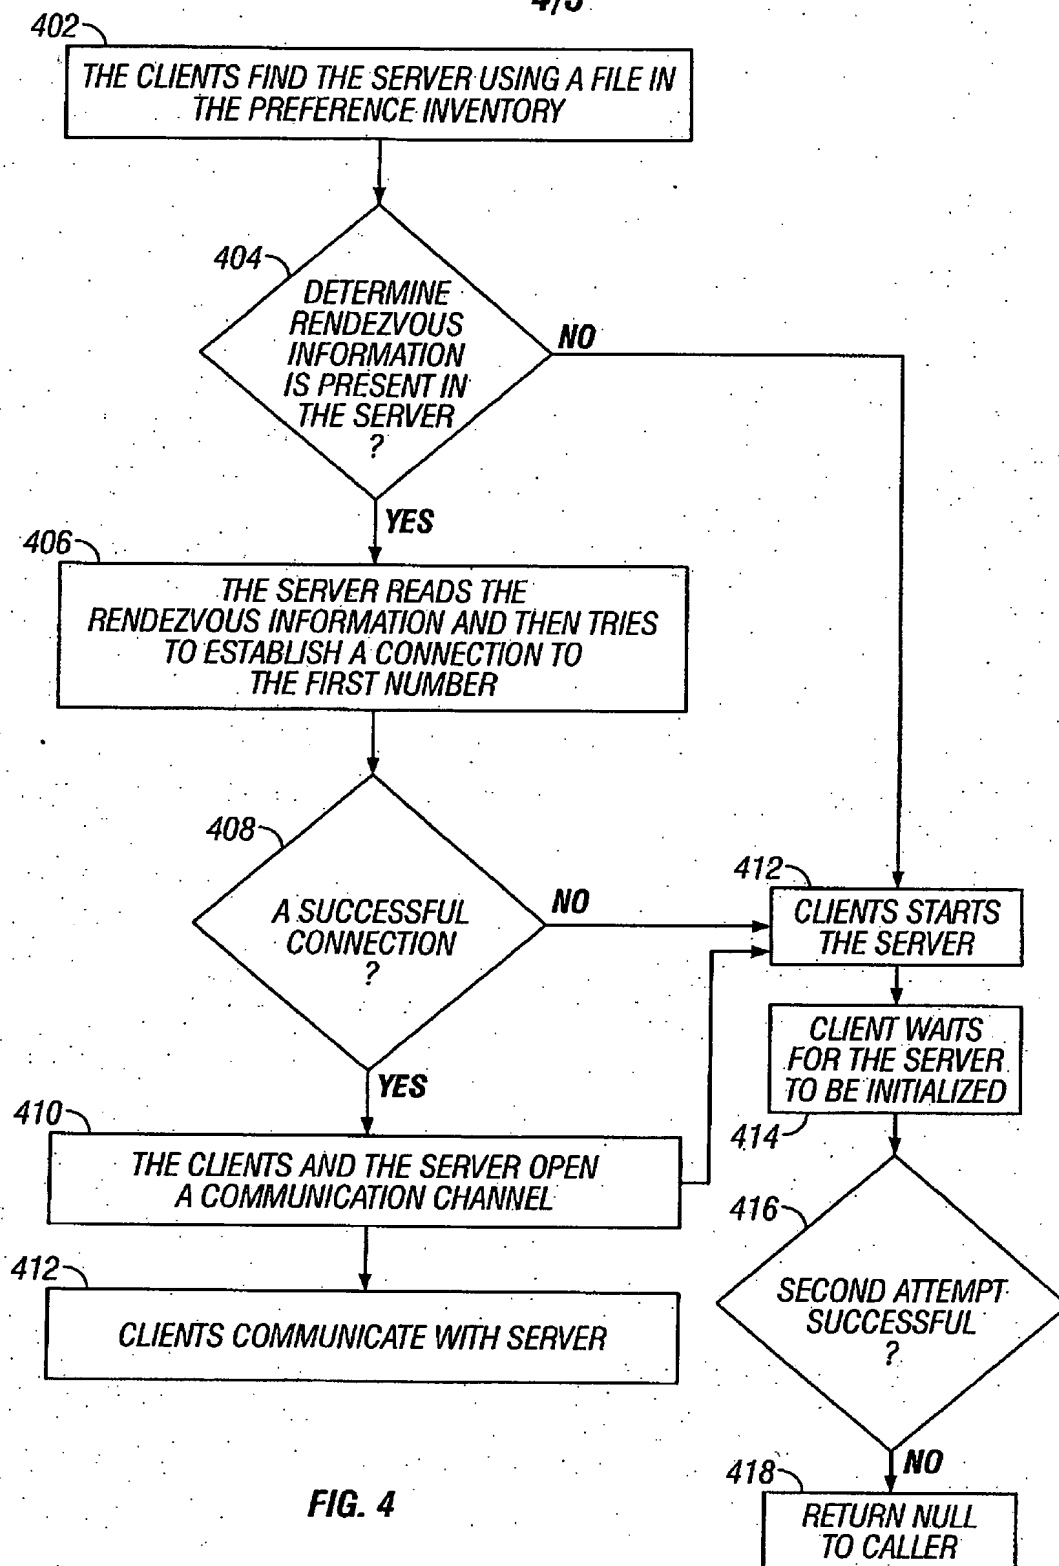 4/5
402
THE CLIENTS FIND THE SERVER USING A FILE IN
THE PREFERENCE INVENTORY
404
DETERMINE
RENDEZVOUS
INFORMATION
IS PRESENT IN
THE SERVER
?
NO
YES
406
THE SERVER READS THE
RENDEZVOUS INFORMATION AND THEN TRIES
TO ESTABLISH A CONNECTION TO
THE FIRST NUMBER
408
A SUCCESSFUL
CONNECTION
?
NO
YES
410
THE CLIENTS AND THE SERVER OPEN
A COMMUNICATION CHANNEL
412
CLIENTS COMMUNICATE WITH SERVER
412
CLIENTS STARTS
THE SERVER
CLIENT WAITS
FOR THE SERVER
TO BE INITIALIZED
414
416
SECOND ATTEMPT
SUCCESSFUL
?
NO
418
RETURN NULL
TO CALLER
FIG. 4